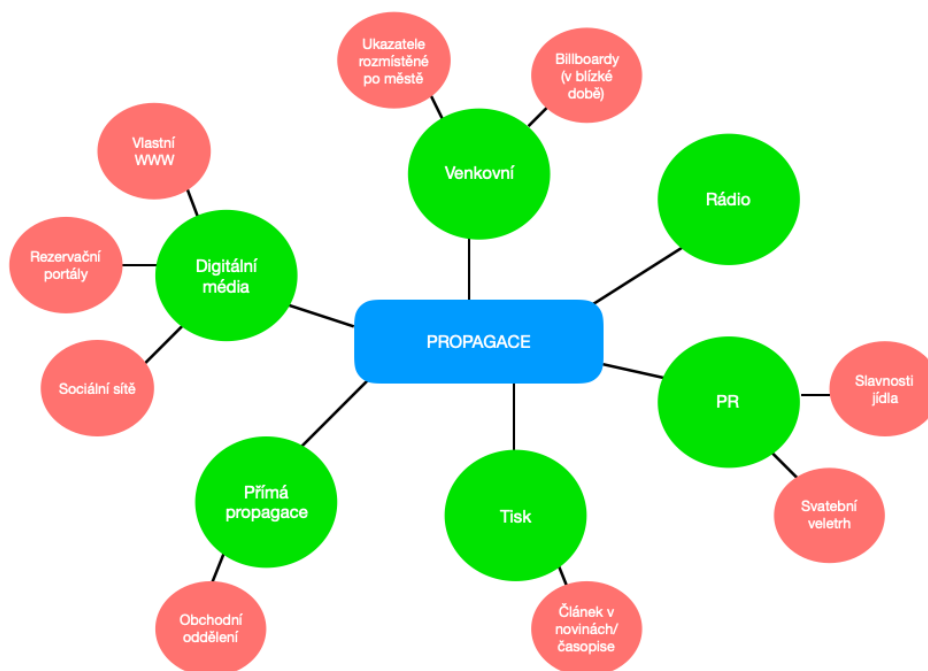 Ukazatele
rozmístěné
po městě
Billboardy
(v blízké
době)
Venkovní
Vlastní
WWW
Rádio
Rezervační
portály
Digitální
média
Sociální sítě
PROPAGACE
PR
Slavnosti
jídla
Svatební
veletrh
Přímá
propagace
Tisk
Obchodní
oddělení
Článek v
novinách/
časopise